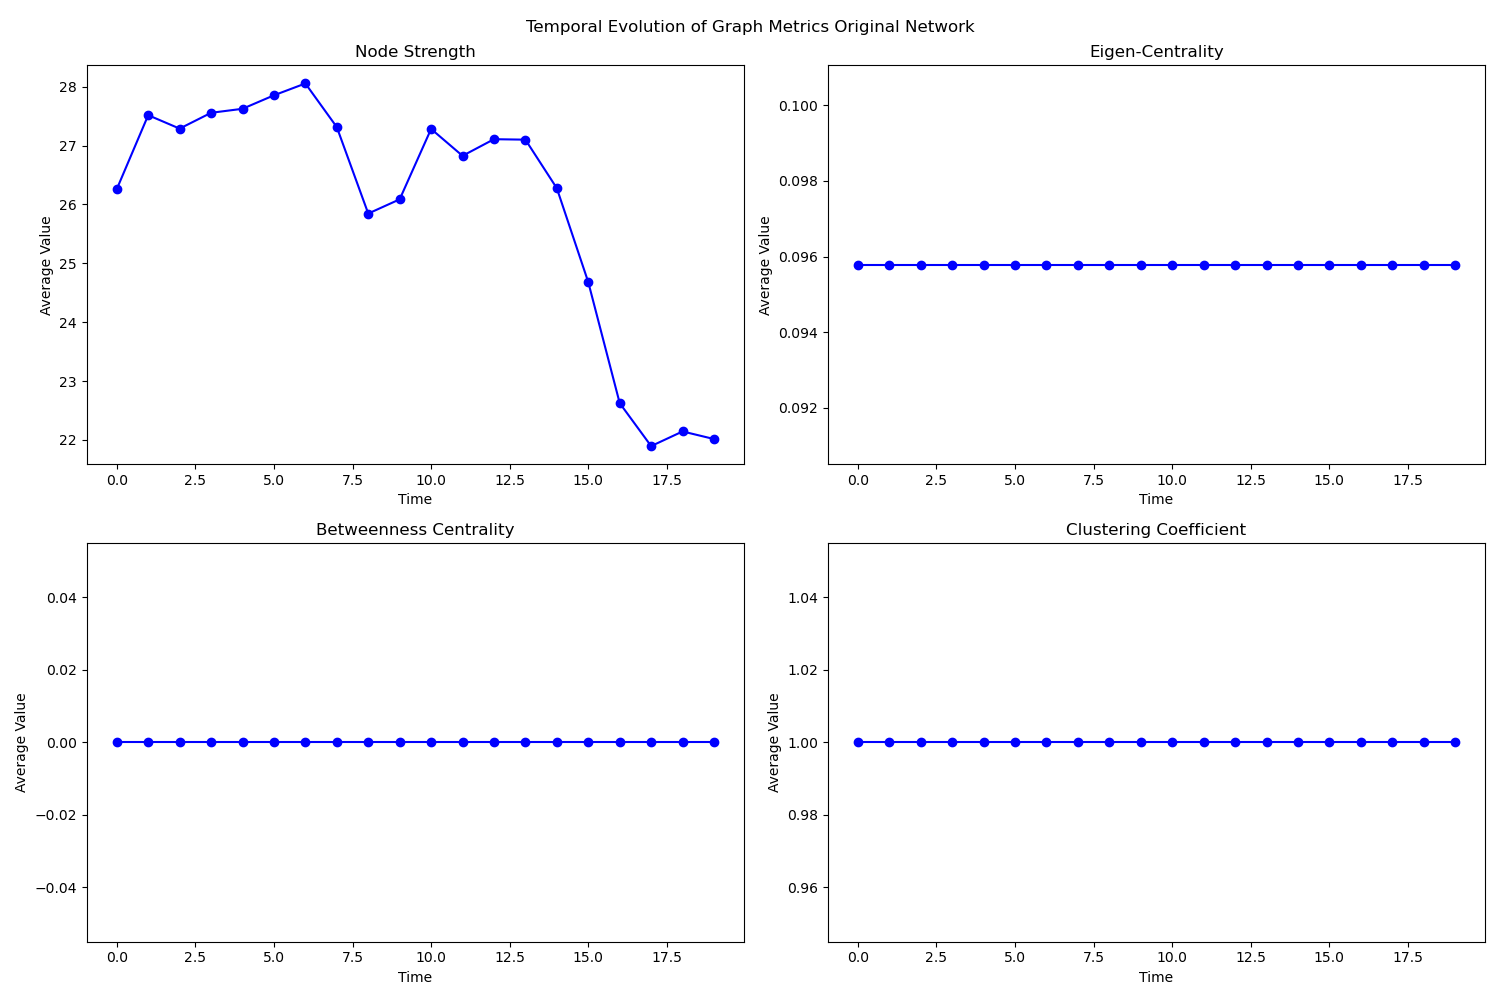 Temporal Evolution of Graph Metrics Original Network
Node Strength
28
27
26
25
24
23
22
Average Value
0.0 2.5 5.0 7.5 10.0 12.5 15.0 17.5
Time
Eigen-Centrality
0.100
0.098
0.096
0.094
0.092
Average Value
0.0 2.5 5.0 7.5 10.0 12.5 15.0 17.5
Time
Betweenness Centrality
0.04
0.02
0.00
−0.02
−0.04
Average Value
0.0 2.5 5.0 7.5 10.0 12.5 15.0 17.5
Time
Clustering Coefficient
1.04
1.02
1.00
0.98
0.96
Average Value
0.0 2.5 5.0 7.5 10.0 12.5 15.0 17.5
Time